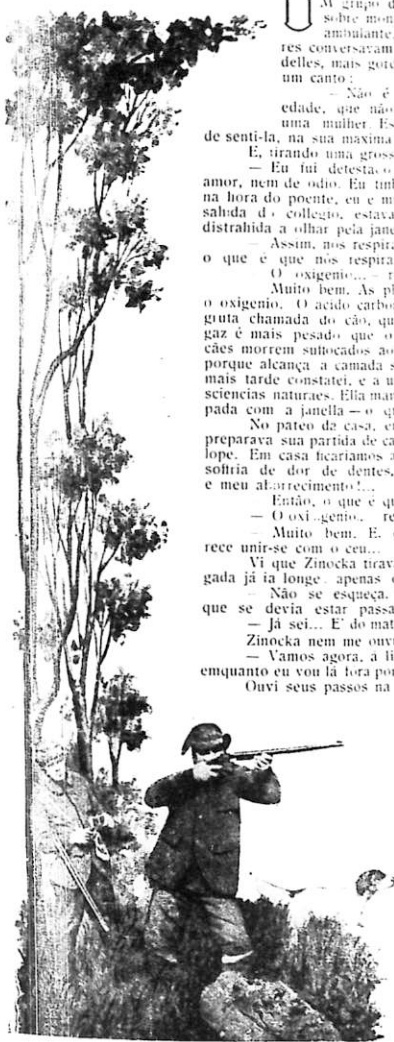 UM grupo d
sobre mon
ambulante,
res conversavam
delles, mais gord
um canto:
— Não é
edade, que não
uma mulher. Es
de senti-la, na sua maxima
E, tirando uma gross
— Eu fui detestado
amor, nem de odio. Eu tinh
na hora do poente, eu e m
sahida do collegio, estava
distrahida a olhar pela jane
— Assim, nos respira
o que é que nós respira
O oxigenio... — r
Muito bem. As pl
o oxigenio. O acido carbo
gruta chamada do cão, qu
gaz é mais pesado que o
cães morrem suffocados ao
porque alcança a camada s
mais tarde constatei, e a u
sciencias naturaes. Ella mar
pada com a janella — o q
No pateo da casa, e
preparava sua partida de ca
lope. Em casa ficariamos a
soffria de dor de dentes,
e meu aborrecimento!...
Então, o que é qu
— O oxi..genio.. re
— Muito bem. E,
rece unir-se com o ceu...
Vi que Zinocka tirav
gada já ia longe. apenas
— Não se esqueça.
que se devia estar passa
— Já sei... E' do mat
Zinocka nem me ouvi
— Vamos agora, á li
emquanto eu vou lá fora po
Ouvi seus passos na